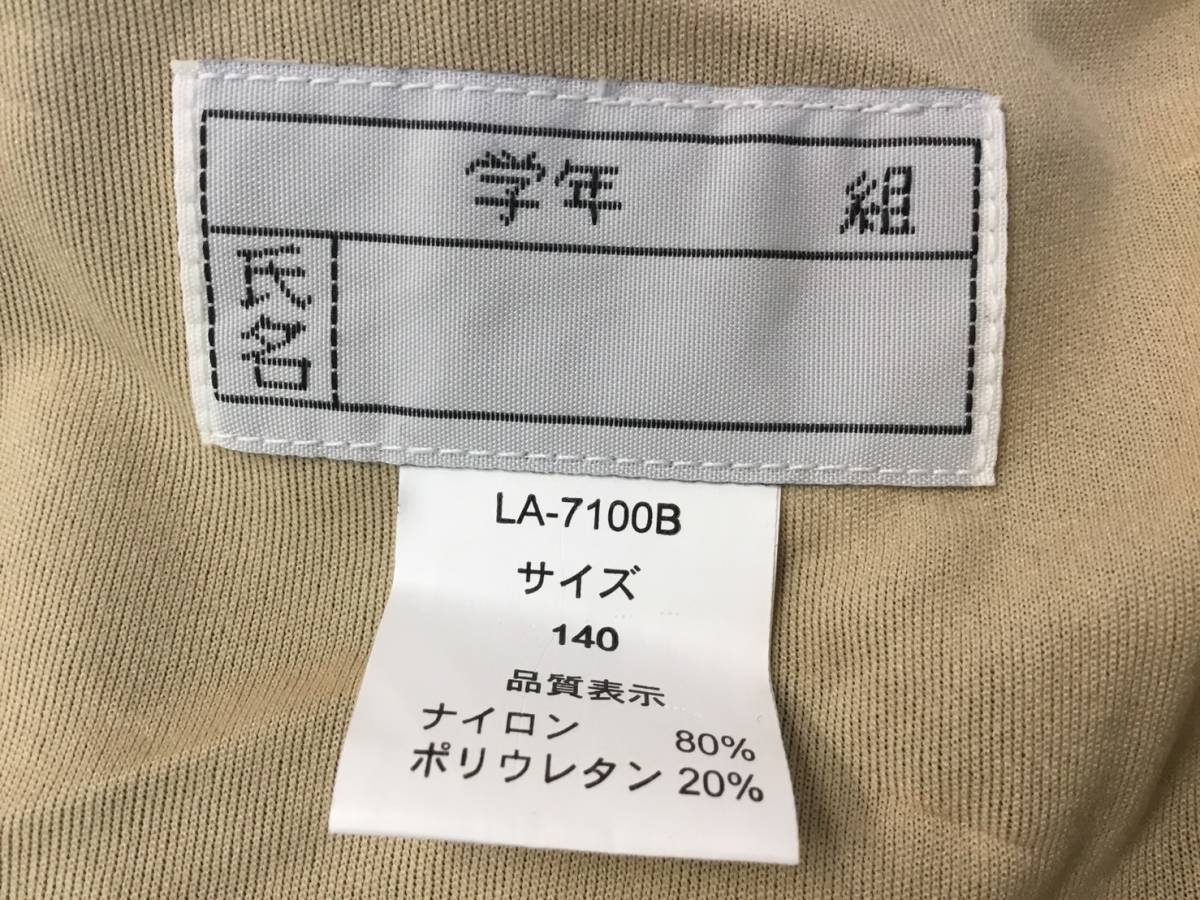 学年 組
氏名
LA-7100B
サイズ
140
品質表示
ナイロン 80%
ポリウレタン 20%